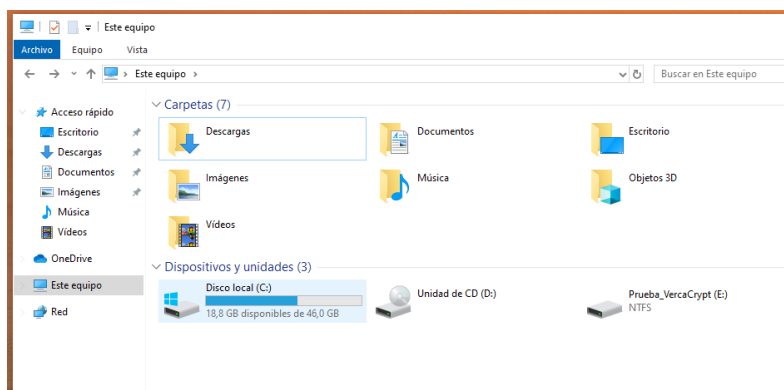 Este equipo
Archivo Equipo Vista
Este equipo
Buscar en Este equipo
Acceso rápido
Escritorio
Descargas
Documentos
Imágenes
Música
Vídeos
OneDrive
Este equipo
Red
Carpetas (7)
Descargas
Documentos
Escritorio
Imágenes
Música
Objetos 3D
Vídeos
Dispositivos y unidades (3)
Disco local (C:)
18,8 GB disponibles de 46,0 GB
Unidad de CD (D:)
Prueba_VercaCrypt (E:)
NTFS